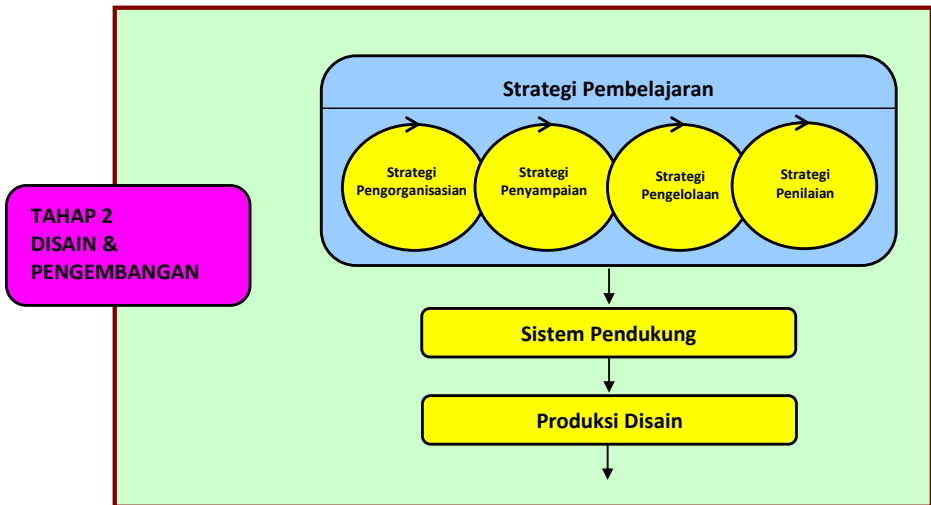 Strategi Pembelajaran
Strategi
Pengorganisasian
Strategi
Penyampaian
Strategi
Pengelolaan
Strategi
Penilaian
TAHAP 2
DISAIN &
PENGEMBANGAN
Sistem Pendukung
Produksi Disain